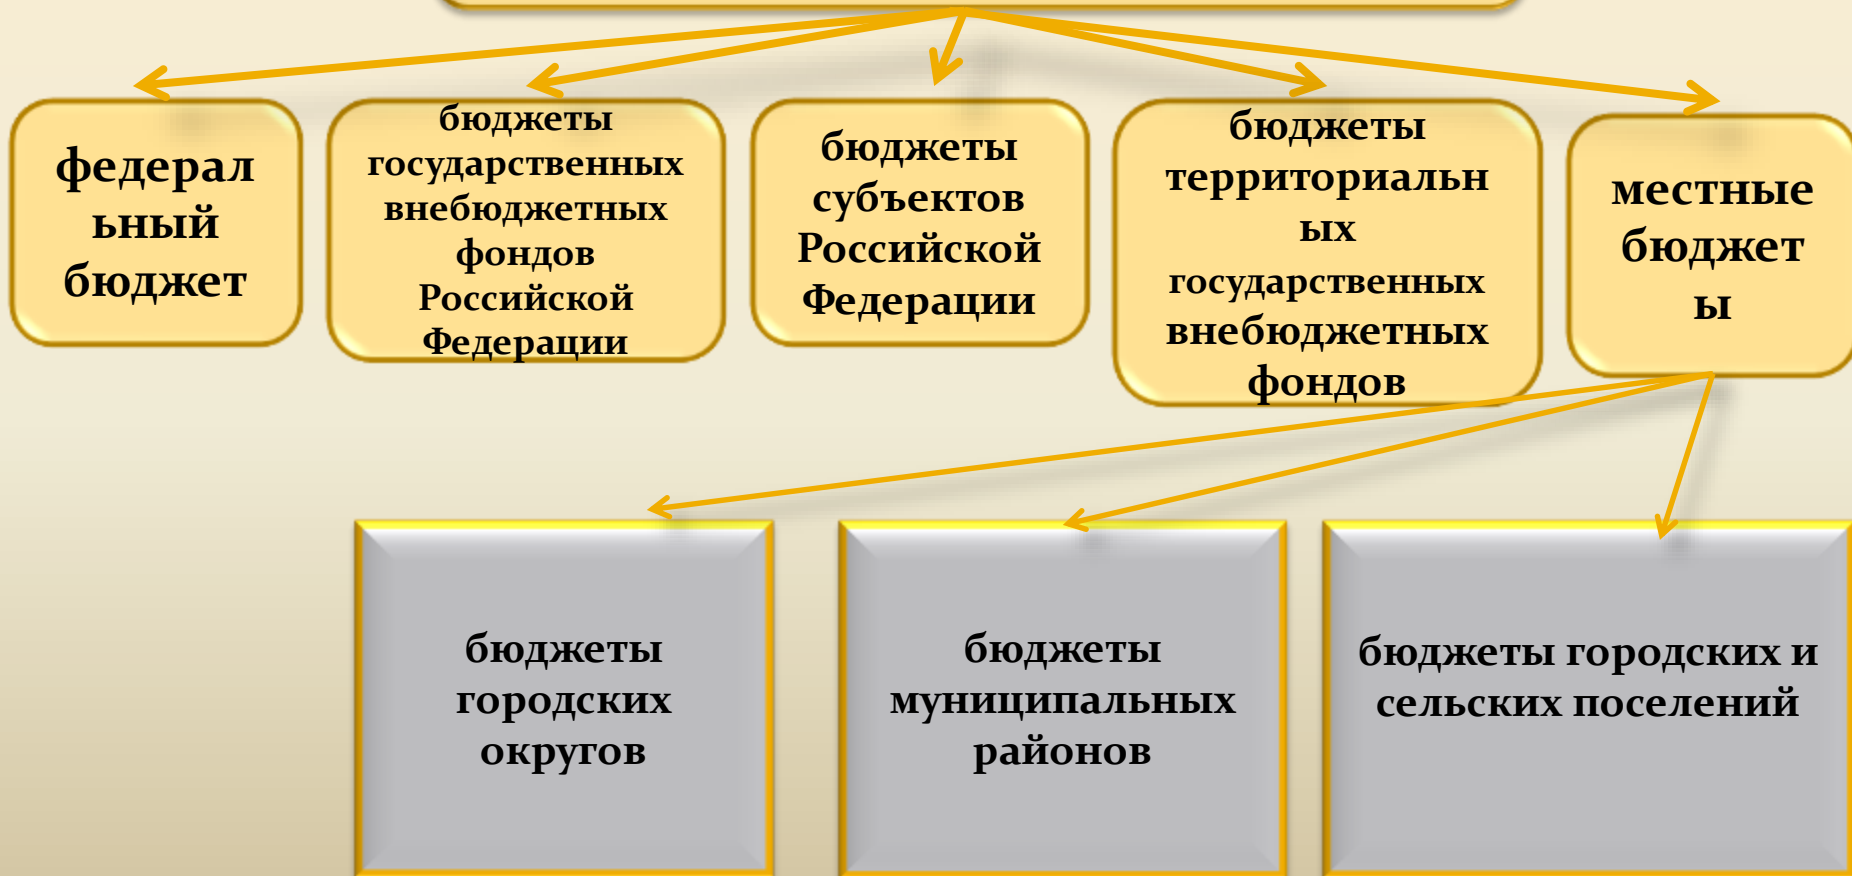 федерал
ьный
бюджет
бюджеты
государственных
внебюджетных
фондов
Российской
Федерации
бюджеты
субъектов
Российской
Федерации
бюджеты
территориальн
ых
государственных
внебюджетных
фондов
местные
бюджет
ы
бюджеты
городских
округов
бюджеты
муниципальных
районов
бюджеты городских и
сельских поселений